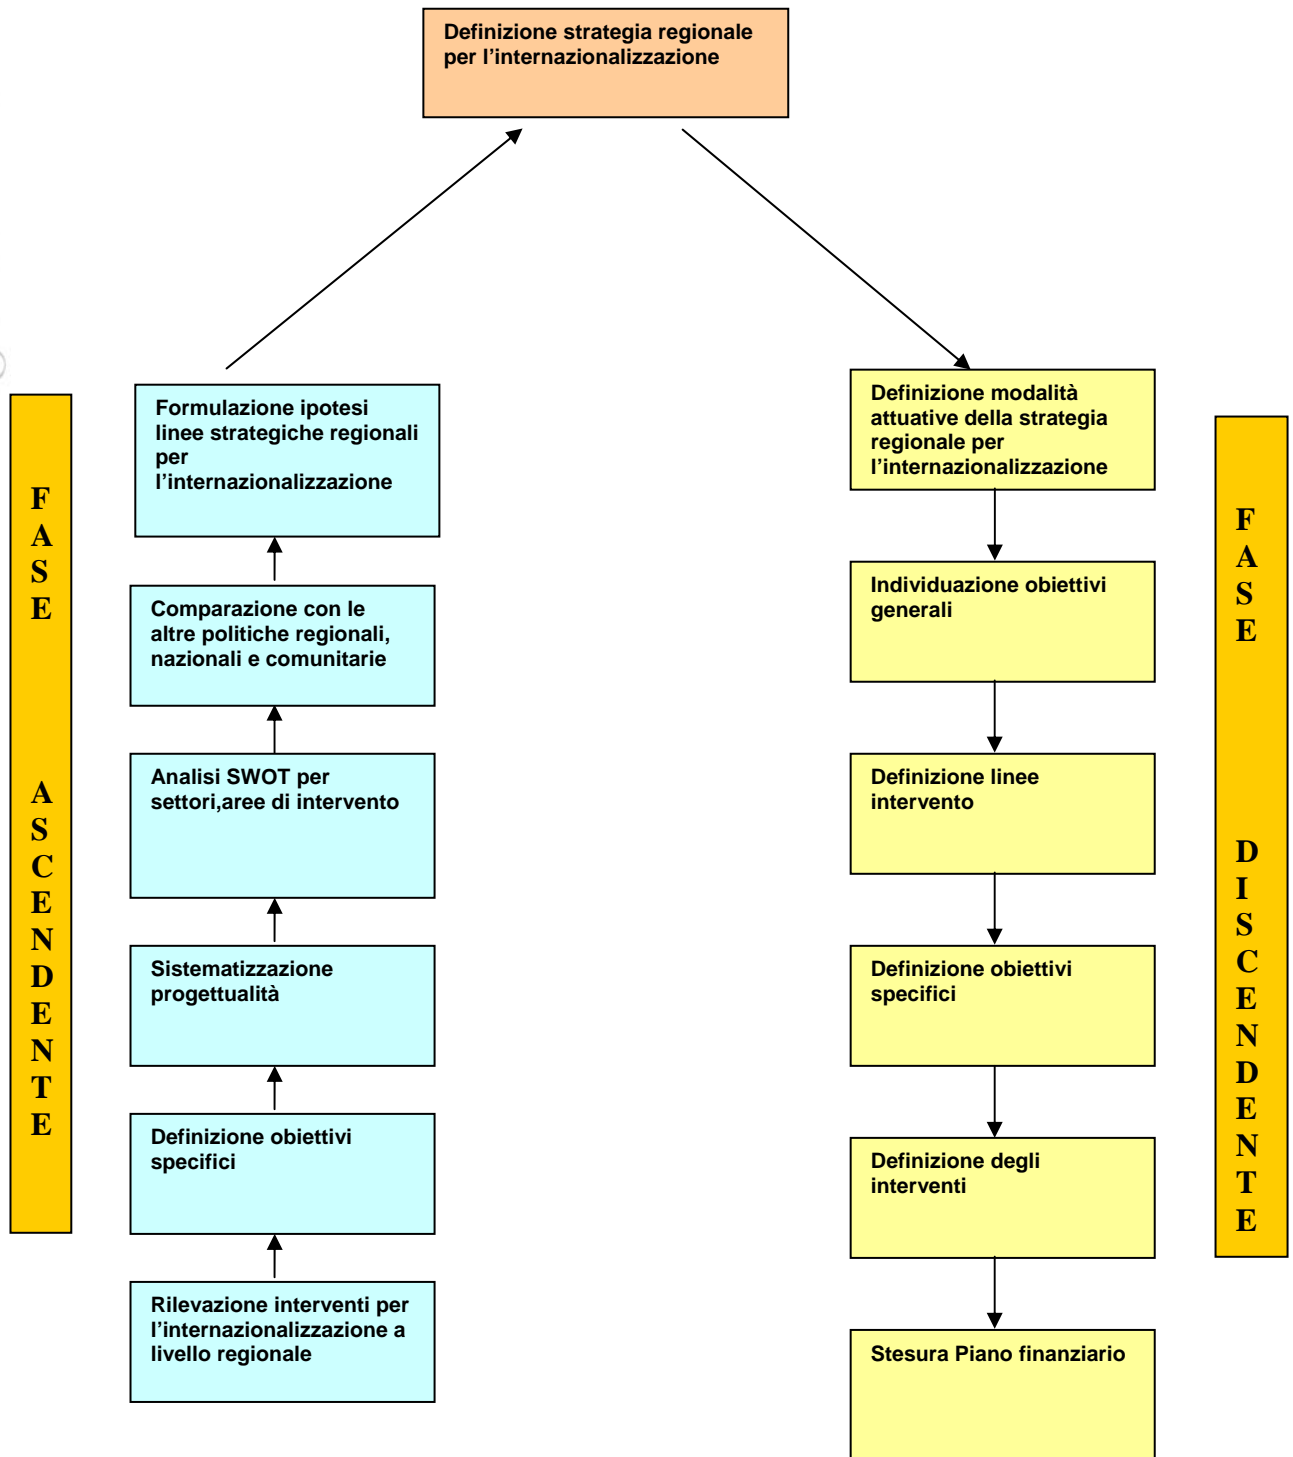 Definizione strategia regionale
per l'internazionalizzazione
F
A
S
E
A
S
C
E
N
D
E
N
T
E
Formulazione ipotesi
linee strategiche regionali
per
l'internazionalizzazione
Comparazione con le
altre politiche regionali,
nazionali e comunitarie
Analisi SWOT per
settori,aree di intervento
Sistematizzazione
progettualità
Definizione obiettivi
specifici
Rilevazione interventi per
l'internazionalizzazione a
livello regionale
Definizione modalità
attuative della strategia
regionale per
l'internazionalizzazione
Individuazione obiettivi
generali
Definizione linee
intervento
Definizione obiettivi
specifici
Definizione degli
interventi
Stesura Piano finanziario
F
A
S
E
D
I
S
C
E
N
D
E
N
T
E